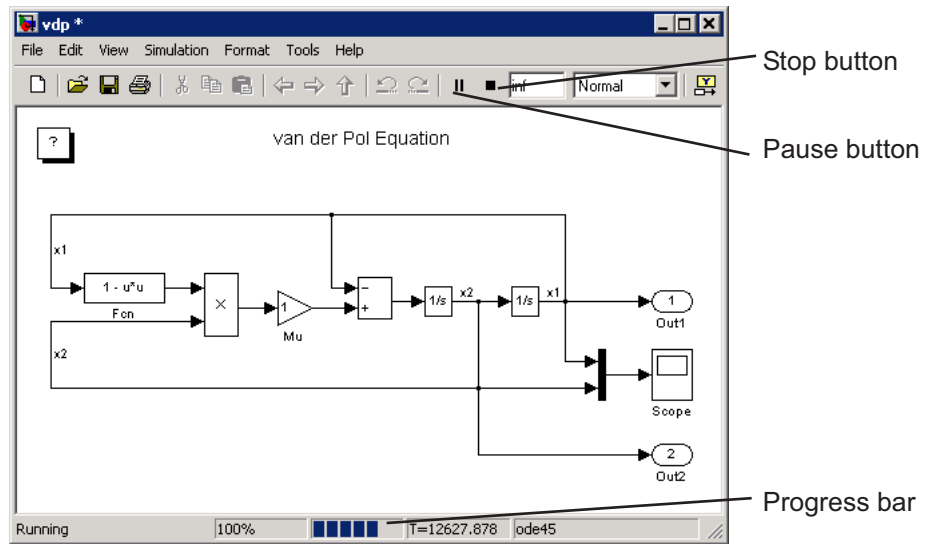 vdp *
File Edit View Simulation Format Tools Help
inf Normal
Stop button
Pause button
?
van der Pol Equation
x1
1 - u*u
Fcn
×
1
Mu
−
+
1/s
x2
1/s
x1
1
Out1
x2
Scope
2
Out2
Progress bar
Running 100% T=12627.878 ode45